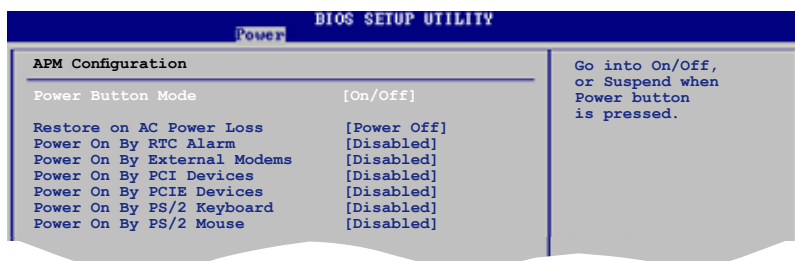 BIOS SETUP UTILITY
Power
APM Configuration
Power Button Mode [On/Off]
Restore on AC Power Loss [Power Off]
Power On By RTC Alarm [Disabled]
Power On By External Modems [Disabled]
Power On By PCI Devices [Disabled]
Power On By PCIE Devices [Disabled]
Power On By PS/2 Keyboard [Disabled]
Power On By PS/2 Mouse [Disabled]
Go into On/Off,
or Suspend when
Power button
is pressed.